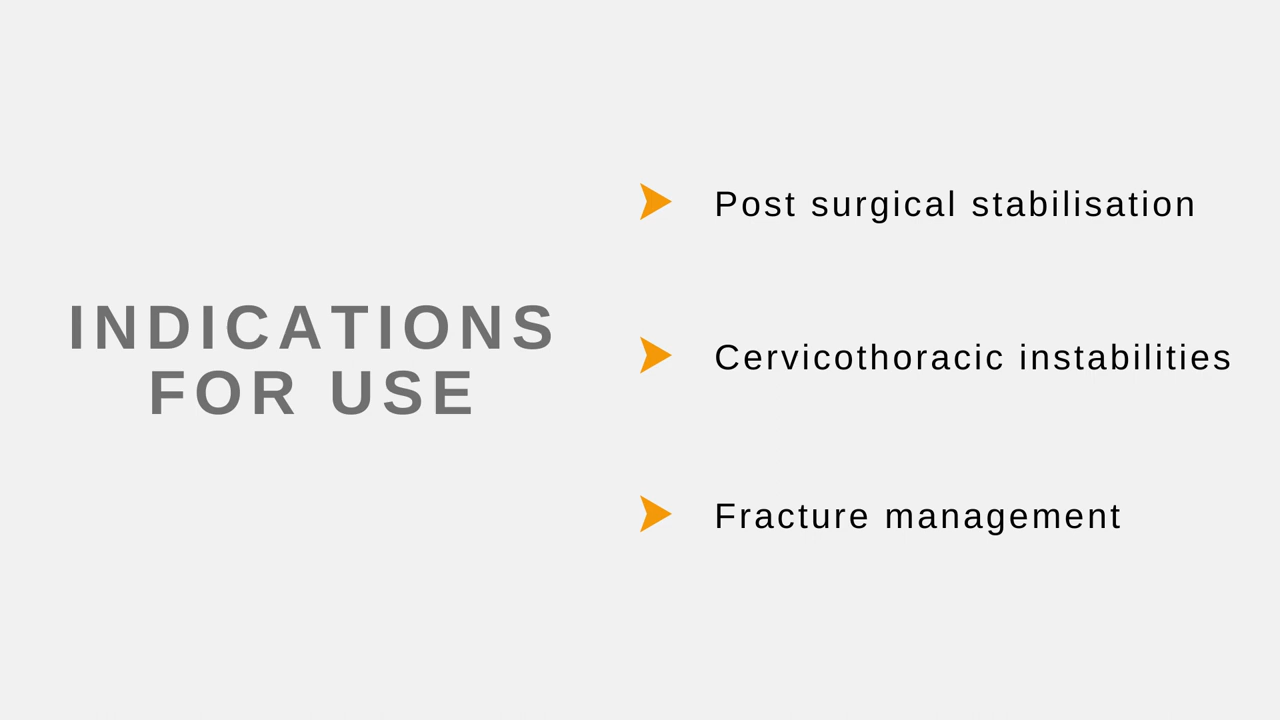 INDICATIONS
FOR USE
Post surgical stabilisation
Cervicothoracic instabilities
Fracture management